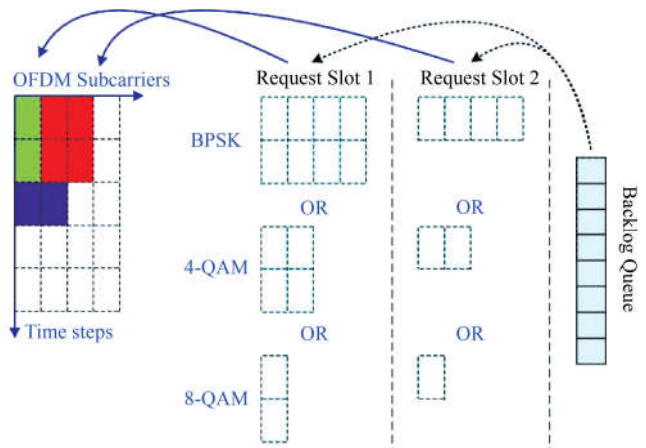 OFDM Subcarriers
Request Slot 1
Request Slot 2
BPSK
OR
OR
4-QAM
Time steps
OR
OR
8-QAM
Backlog Queue